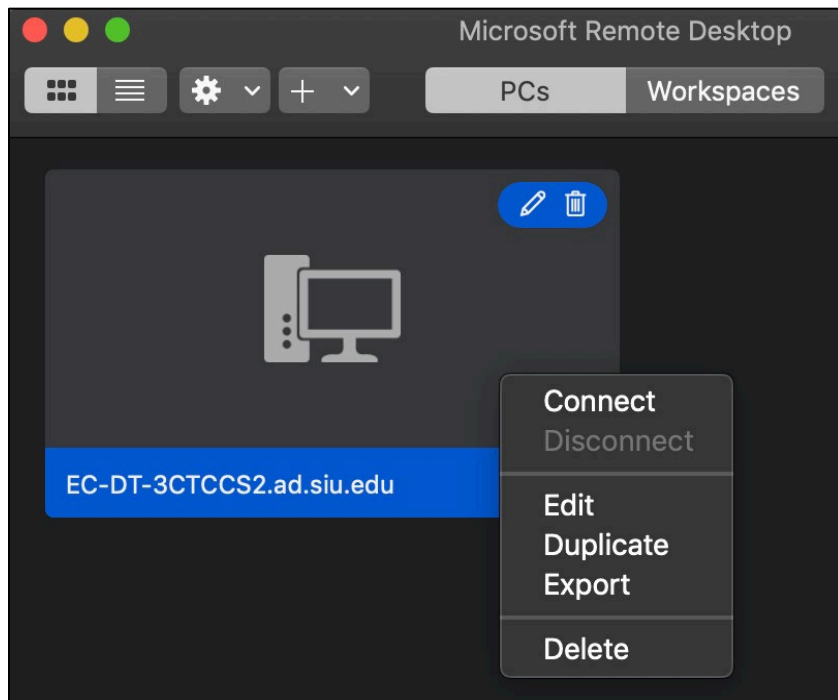 Microsoft Remote Desktop
PCs Workspaces
EC-DT-3CTCCS2.ad.siu.edu
Connect
Disconnect
Edit
Duplicate
Export
Delete